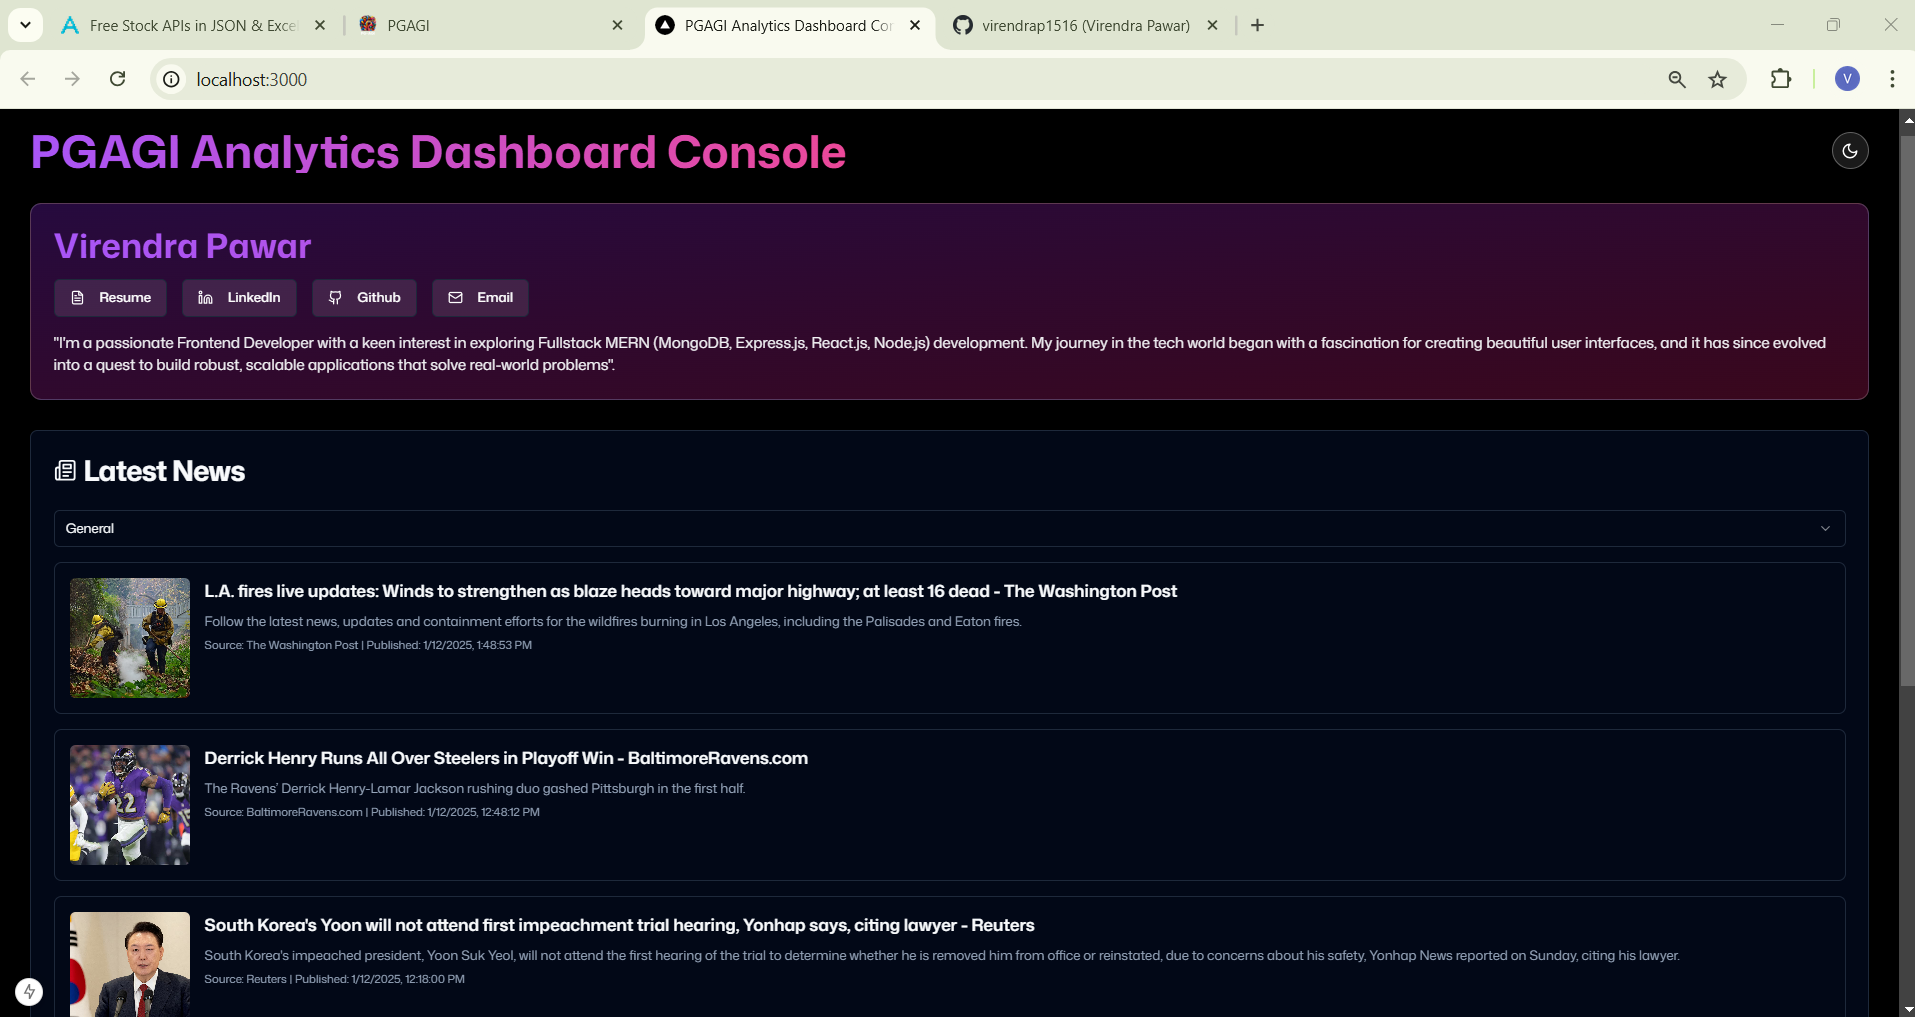 Free Stock APIs in JSON & Exce
PGAGI
PGAGI Analytics Dashboard Cor
virendrap1516 (Virendra Pawar)
localhost:3000
V
PGAGI Analytics Dashboard Console
Virendra Pawar
Resume
LinkedIn
Github
Email
"I'm a passionate Frontend Developer with a keen interest in exploring Fullstack MERN (MongoDB, Express.js, React.js, Node.js) development. My journey in the tech world began with a fascination for creating beautiful user interfaces, and it has since evolved
into a quest to build robust, scalable applications that solve real-world problems".
Latest News
General
L.A. fires live updates: Winds to strengthen as blaze heads toward major highway; at least 16 dead - The Washington Post
Follow the latest news, updates and containment efforts for the wildfires burning in Los Angeles, including the Palisades and Eaton fires.
Source: The Washington Post | Published: 1/12/2025, 1:48:53 PM
22
Derrick Henry Runs All Over Steelers in Playoff Win - BaltimoreRavens.com
The Ravens' Derrick Henry-Lamar Jackson rushing duo gashed Pittsburgh in the first half.
Source: BaltimoreRavens.com | Published: 1/12/2025, 12:48:12 PM
South Korea's Yoon will not attend first impeachment trial hearing, Yonhap says, citing lawyer - Reuters
South Korea's impeached president, Yoon Suk Yeol, will not attend the first hearing of the trial to determine whether he is removed him from office or reinstated, due to concerns about his safety, Yonhap News reported on Sunday, citing his lawyer.
Source: Reuters | Published: 1/12/2025, 12:18:00 PM